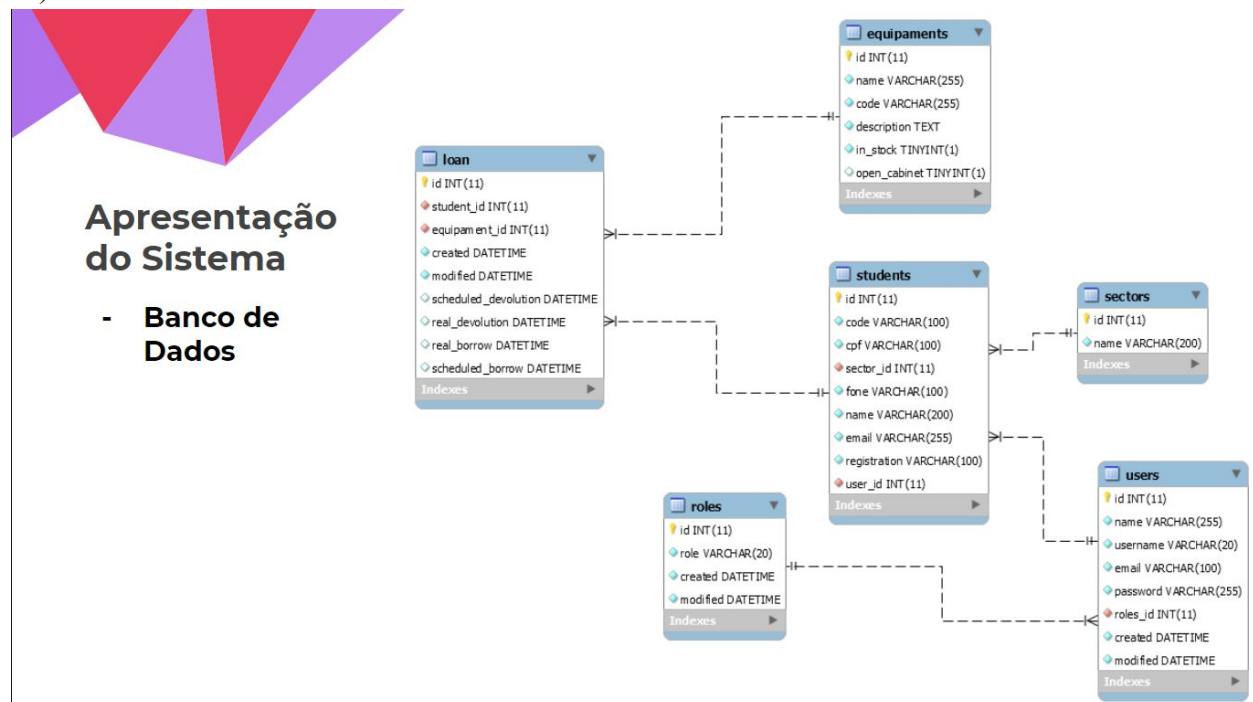 )
Apresentação
do Sistema
- Banco de
Dados
equipaments
id INT(11)
name VARCHAR(255)
code VARCHAR(255)
description TEXT
in_stock TINYINT(1)
open_cabinet TINYINT(1)
Indexes
loan
id INT(11)
student_id INT(11)
equipament_id INT(11)
created DATETIME
modified DATETIME
scheduled_devolution DATETIME
real_devolution DATETIME
real_borrow DATETIME
scheduled_borrow DATETIME
Indexes
students
id INT(11)
code VARCHAR(100)
cpf VARCHAR(100)
sector_id INT(11)
fone VARCHAR(100)
name VARCHAR(200)
email VARCHAR(255)
registration VARCHAR(100)
user_id INT(11)
Indexes
sectors
id INT(11)
name VARCHAR(200)
Indexes
roles
id INT(11)
role VARCHAR(20)
created DATETIME
modified DATETIME
Indexes
users
id INT(11)
name VARCHAR(255)
username VARCHAR(20)
email VARCHAR(100)
password VARCHAR(255)
roles_id INT(11)
created DATETIME
modified DATETIME
Indexes